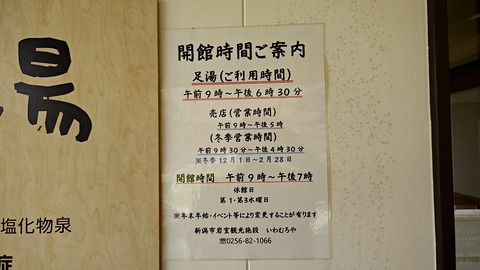 湯
塩化物泉
症
開館時間ご案内
足湯(ご利用時間)
午前9時～午後6時30分
売店(営業時間)
午前9時～午後5時
(冬季営業時間)
午前9時30分～午後4時30分
※冬季12月1日～2月28日
開館時間 午前9時～午後7時
休館日
第1・第3水曜日
※年末年始・イベント等により変更することが有ります
新潟市岩室観光施設 いわむろや
☎0256-82-1066